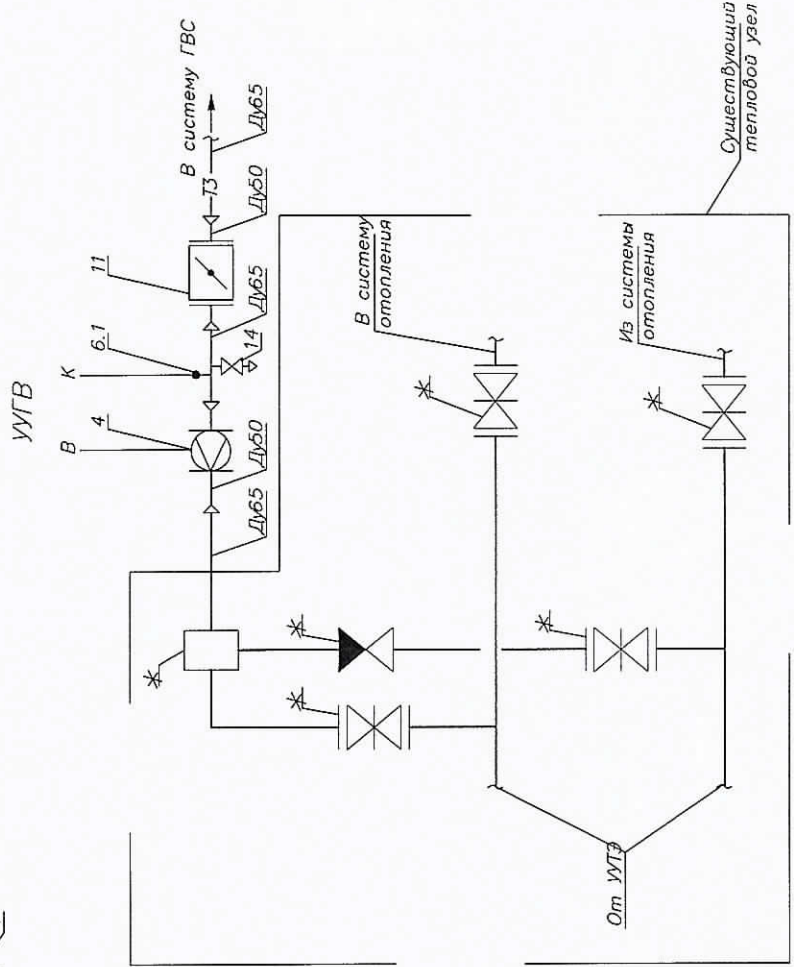 УУГВ
В
4
К
6.1
11
В систему ГВС
Т3
Ду65
Ду50
Ду65
14
Ду50
Ду65
*
*
*
*
*
*
В систему
отопления
Из системы
отопления
Существующий
тепловой узел
От УУТЭ